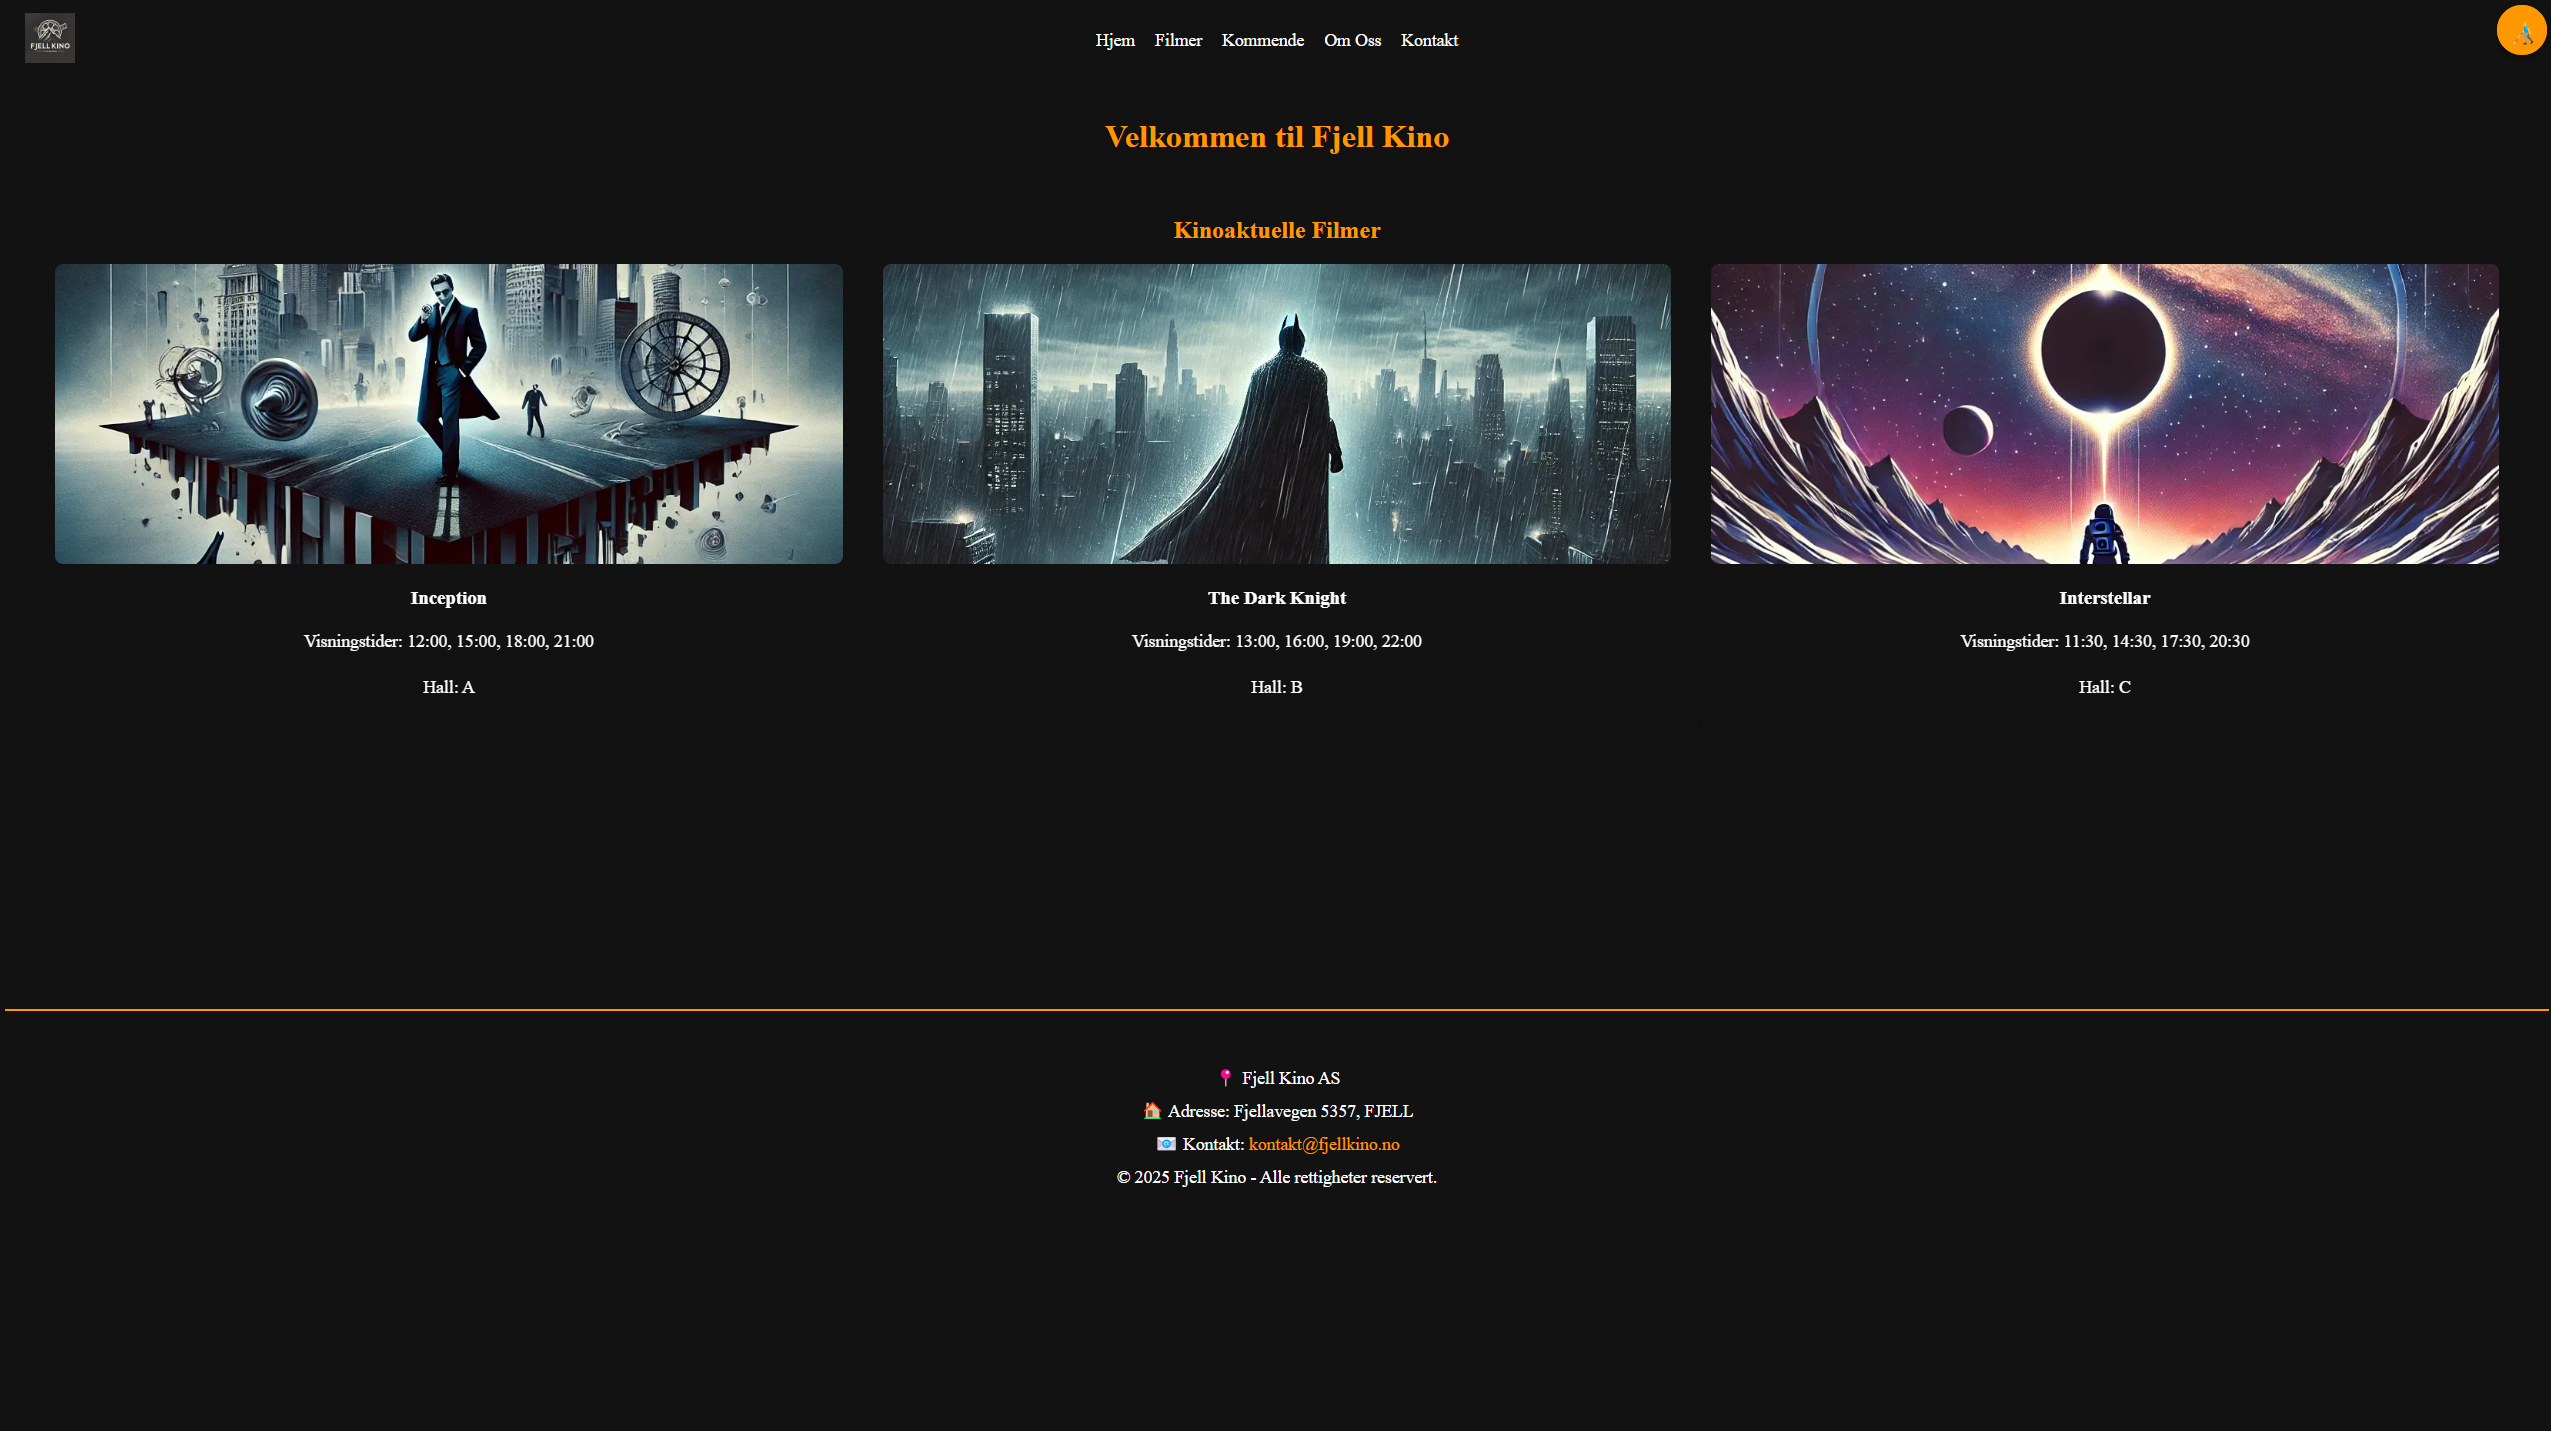 FJELL KINO
Hjem Filmer Kommende Om Oss Kontakt
Velkommen til Fjell Kino
Kinoaktuelle Filmer
Inception
Visningstider: 12:00, 15:00, 18:00, 21:00
Hall: A
The Dark Knight
Visningstider: 13:00, 16:00, 19:00, 22:00
Hall: B
Interstellar
Visningstider: 11:30, 14:30, 17:30, 20:30
Hall: C
Fjell Kino AS
Adresse: Fjellavegen 5357, FJELL
Kontakt: kontakt@fjellkino.no
© 2025 Fjell Kino - Alle rettigheter reservert.